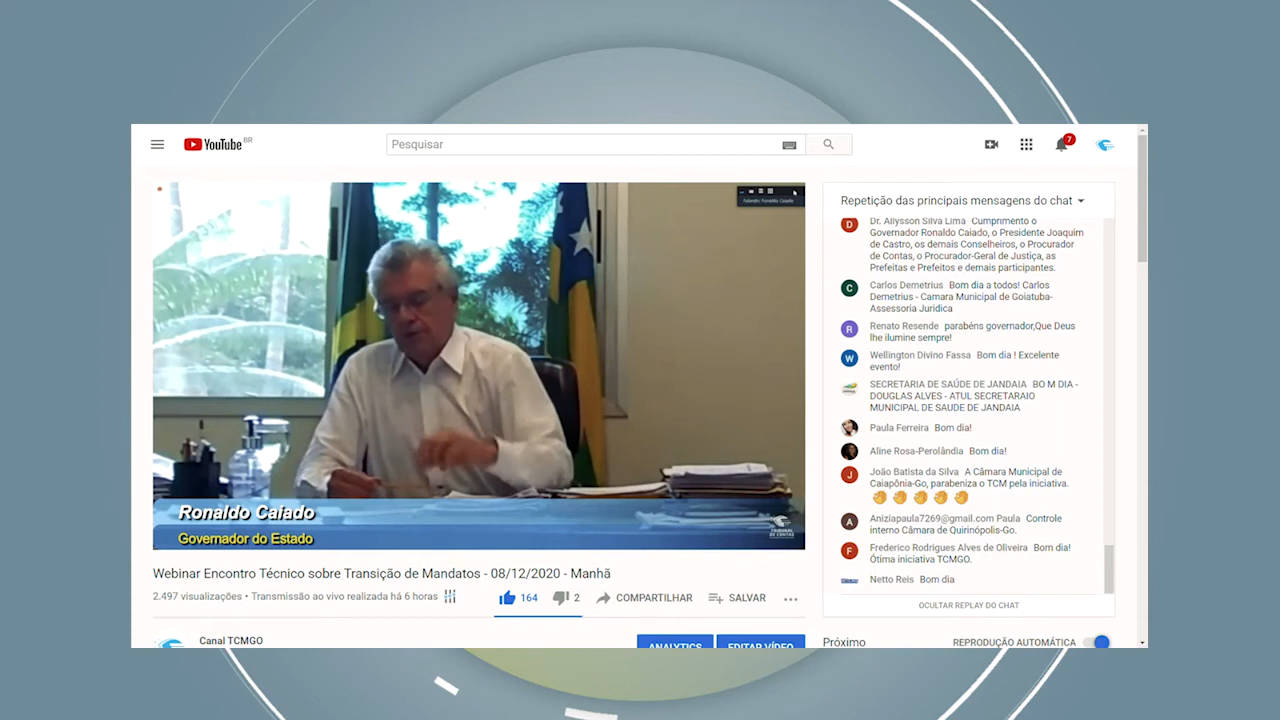 YouTube BR
Pesquisar
7
Falando: Ronaldo Caiado
Ronaldo Caiado
Governador do Estado
TRIBUNAL
DE CONTAS
Webinar Encontro Técnico sobre Transição de Mandatos - 08/12/2020 - Manhã
2.497 visualizações • Transmissão ao vivo realizada há 6 horas
164
2
COMPARTILHAR
SALVAR
Canal TCMGO
ANALYTICS
EDITAR VÍDEO
Repetição das principais mensagens do chat
D
Dr. Allysson Silva Lima Cumprimento o
Governador Ronaldo Caiado, o Presidente Joaquim
de Castro, os demais Conselheiros, o Procurador
de Contas, o Procurador-Geral de Justiça, as
Prefeitas e Prefeitos e demais participantes.
C
Carlos Demetrius Bom dia a todos! Carlos
Demetrius - Camara Municipal de Goiatuba-
Assessoria Juridica
R
Renato Resende parabéns governador,Que Deus
lhe ilumine sempre!
W
Wellington Divino Fassa Bom dia ! Excelente
evento!
SECRETARIA DE SAÚDE DE JANDAIA BO M DIA -
DOUGLAS ALVES - ATUL SECRETARAIO
MUNICIPAL DE SAUDE DE JANDAIA
Paula Ferreira Bom dia!
Aline Rosa-Perolândia Bom dia!
J
João Batista da Silva A Câmara Municipal de
Caiapônia-Go, parabeniza o TCM pela iniciativa.
A
Aniziapaula7269@gmail.com Paula Controle
interno Câmara de Quirinópolis-Go.
F
Frederico Rodrigues Alves de Oliveira Bom dia!
Ótima iniciativa TCMGO.
Netto Reis Bom dia
OCULTAR REPLAY DO CHAT
Próximo
REPRODUÇÃO AUTOMÁTICA